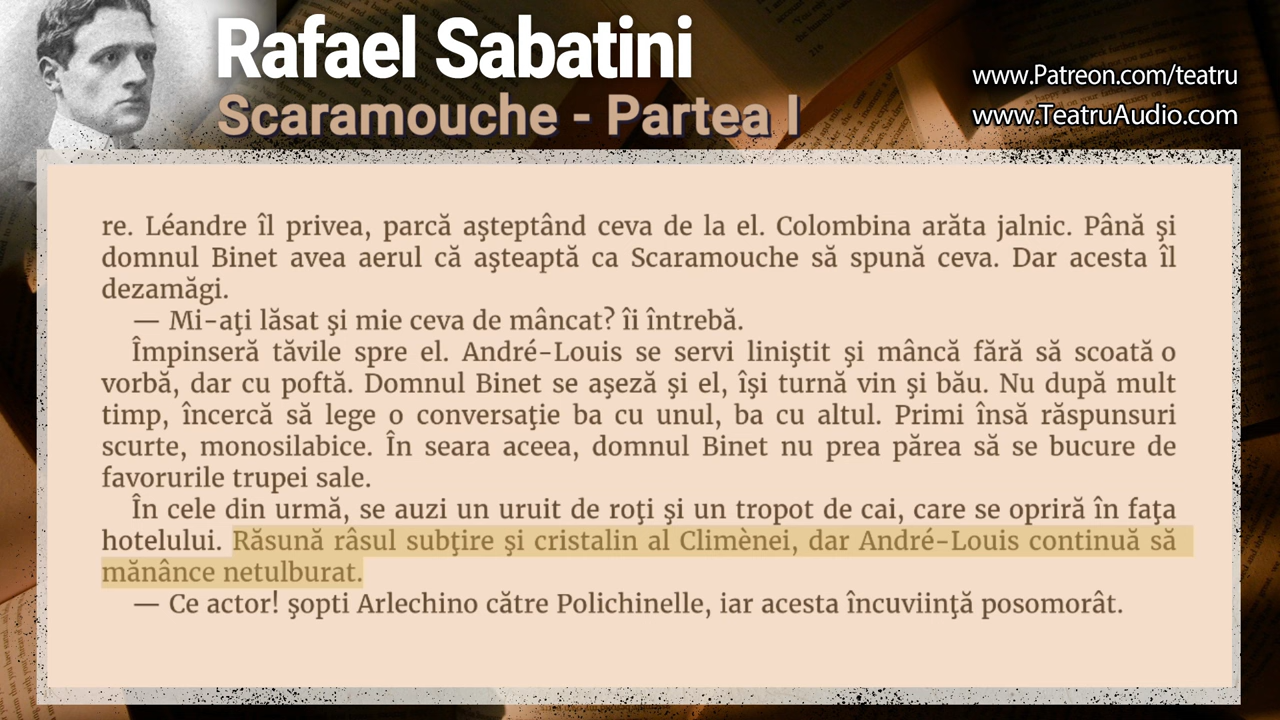 Rafael Sabatini
Scaramouche - Partea I
www.Patreon.com/teatru
www.TeatruAudio.com
re. Léandre îl privea, parcă aşteptând ceva de la el. Colombina arăta jalnic. Până şi
domnul Binet avea aerul că aşteaptă ca Scaramouche să spună ceva. Dar acesta îl
dezamăgi.
— Mi-aţi lăsat şi mie ceva de mâncat? îi întrebă.
Împinseră tăvile spre el. André-Louis se servi liniştit şi mâncă fără să scoată o
vorbă, dar cu poftă. Domnul Binet se aşeză şi el, îşi turnă vin şi bău. Nu după mult
timp, încercă să lege o conversaţie ba cu unul, ba cu altul. Primi însă răspunsuri
scurte, monosilabice. În seara aceea, domnul Binet nu prea părea să se bucure de
favorurile trupei sale.
În cele din urmă, se auzi un uruit de roţi şi un tropot de cai, care se opriră în faţa
hotelului. Răsună râsul subţire şi cristalin al Climènei, dar André-Louis continuă să
mănânce netulburat.
— Ce actor! şopti Arlechino către Polichinelle, iar acesta încuviinţă posomorât.